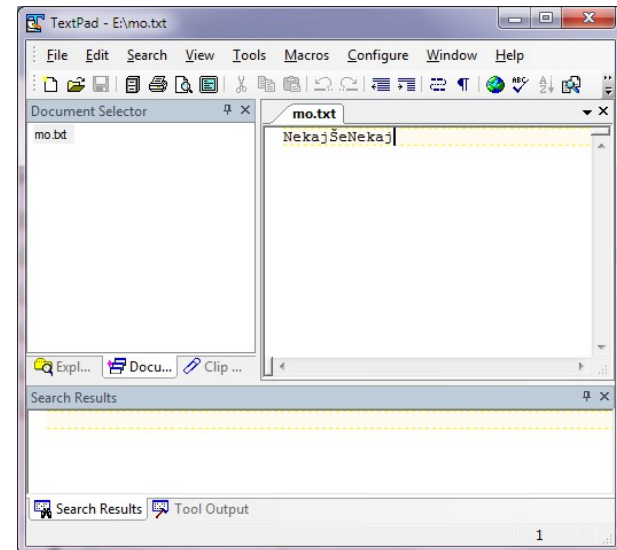 TextPad - E:\mo.txt
File Edit Search View Tools Macros Configure Window Help
Document Selector
mo.txt
mo.txt
NekajŠeNekaj
Expl... Docu... Clip ...
Search Results
Search Results Tool Output
1